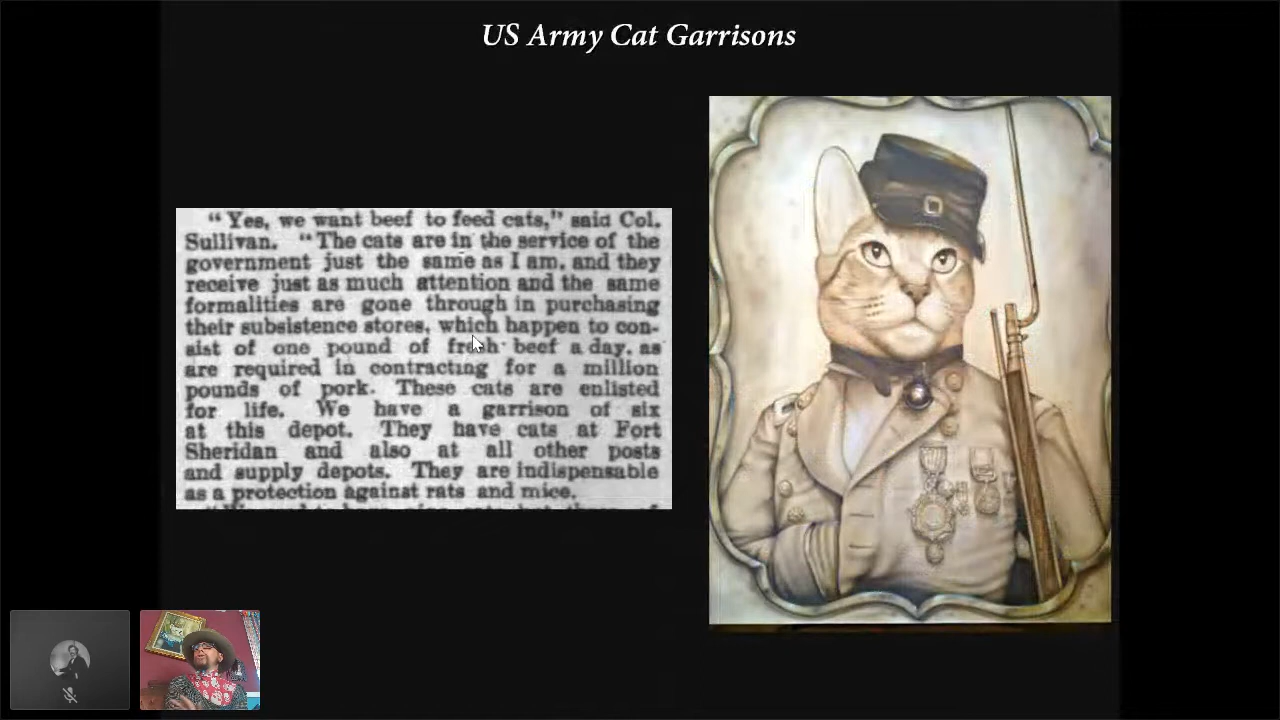 US Army Cat Garrisons
“Yes, we want beef to feed cats,” said Col.
Sullivan. “The cats are in the service of the
government just the same as I am, and they
receive just as much attention and the same
formalities are gone through in purchasing
their subsistence stores, which happen to con-
sist of one pound of fresh beef a day, as
are required in contracting for a million
pounds of pork. These cats are enlisted
for life. We have a garrison of six
at this depot. They have cats at Fort
Sheridan and also at all other posts
and supply depots. They are indispensable
as a protection against rats and mice.